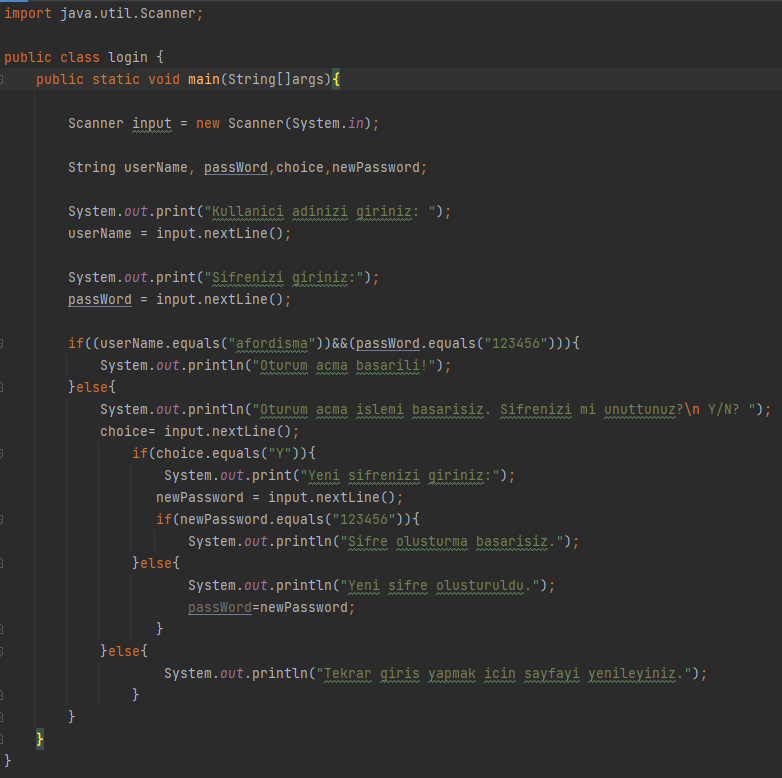 import java.util.Scanner;
public class login {
public static void main(String[]args){
Scanner input = new Scanner(System.in);
String userName, passWord,choice,newPassword;
System.out.print("Kullanici adinizi giriniz: ");
userName = input.nextLine();
System.out.print("Sifrenizi giriniz:");
passWord = input.nextLine();
if((userName.equals("afordisma"))&&(passWord.equals("123456"))){
System.out.println("Oturum acma basarili!");
}else{
System.out.println("Oturum acma islemi basarisiz. Sifrenizi mi unuttunuz?\n Y/N? ");
choice= input.nextLine();
if(choice.equals("Y")){
System.out.print("Yeni sifrenizi giriniz:");
newPassword = input.nextLine();
if(newPassword.equals("123456")){
System.out.println("Sifre olusturma basarisiz.");
}else{
System.out.println("Yeni sifre olusturuldu.");
passWord=newPassword;
}
}else{
System.out.println("Tekrar giris yapmak icin sayfayi yenileyiniz.");
}
}
}
}